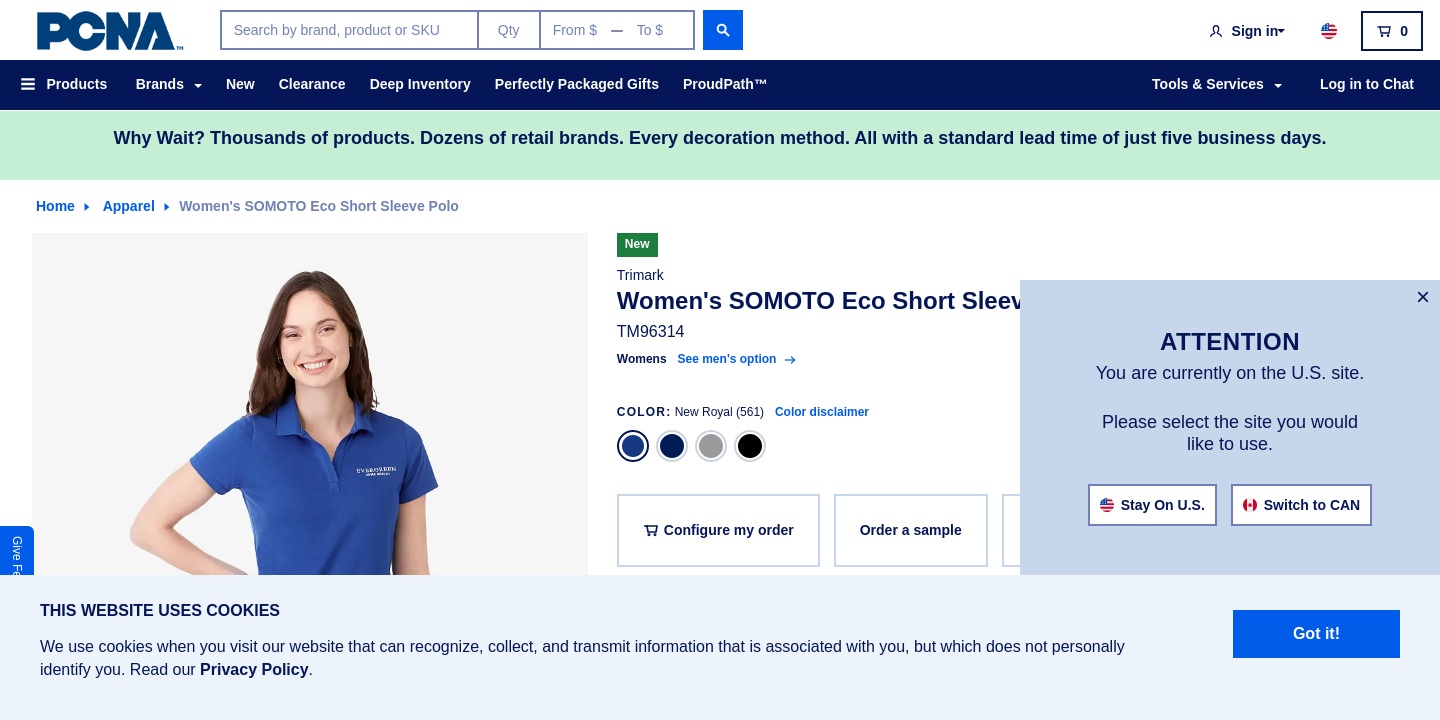 PCNA™
Search by brand, product or SKU
Qty
From $ — To $
Sign in
0
Products
Brands
New
Clearance
Deep Inventory
Perfectly Packaged Gifts
ProudPath™
Tools & Services
Log in to Chat
Why Wait? Thousands of products. Dozens of retail brands. Every decoration method. All with a standard lead time of just five business days.
Home
Apparel
Women's SOMOTO Eco Short Sleeve Polo
New
Trimark
Women's SOMOTO Eco Short Sleev
TM96314
Womens See men's option
COLOR: New Royal (561) Color disclaimer
Configure my order
Order a sample
EVERGREEN
×
ATTENTION
You are currently on the U.S. site.
Please select the site you would
like to use.
Stay On U.S.
Switch to CAN
Give Fe
THIS WEBSITE USES COOKIES
We use cookies when you visit our website that can recognize, collect, and transmit information that is associated with you, but which does not personally
identify you. Read our Privacy Policy.
Got it!